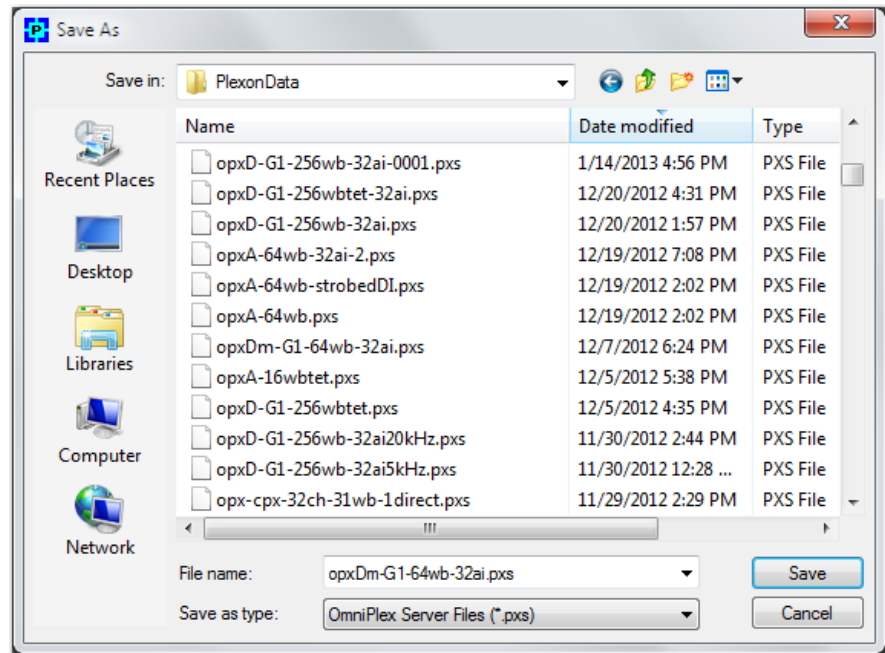 Save As
Save in: PlexonData
Name Date modified Type
opxD-G1-256wb-32ai-0001.pxs 1/14/2013 4:56 PM PXS File
opxD-G1-256wbtet-32ai.pxs 12/20/2012 4:31 PM PXS File
opxD-G1-256wb-32ai.pxs 12/20/2012 1:57 PM PXS File
opxA-64wb-32ai-2.pxs 12/19/2012 7:08 PM PXS File
opxA-64wb-strobedDI.pxs 12/19/2012 2:02 PM PXS File
opxA-64wb.pxs 12/19/2012 2:02 PM PXS File
opxDm-G1-64wb-32ai.pxs 12/7/2012 6:24 PM PXS File
opxA-16wbtet.pxs 12/5/2012 5:38 PM PXS File
opxD-G1-256wbtet.pxs 12/5/2012 4:35 PM PXS File
opxD-G1-256wb-32ai20kHz.pxs 11/30/2012 2:44 PM PXS File
opxD-G1-256wb-32ai5kHz.pxs 11/30/2012 12:28 ... PXS File
opx-cpx-32ch-31wb-1direct.pxs 11/29/2012 2:29 PM PXS File
Recent Places
Desktop
Libraries
Computer
Network
File name: opxDm-G1-64wb-32ai.pxs Save
Save as type: OmniPlex Server Files (*.pxs) Cancel